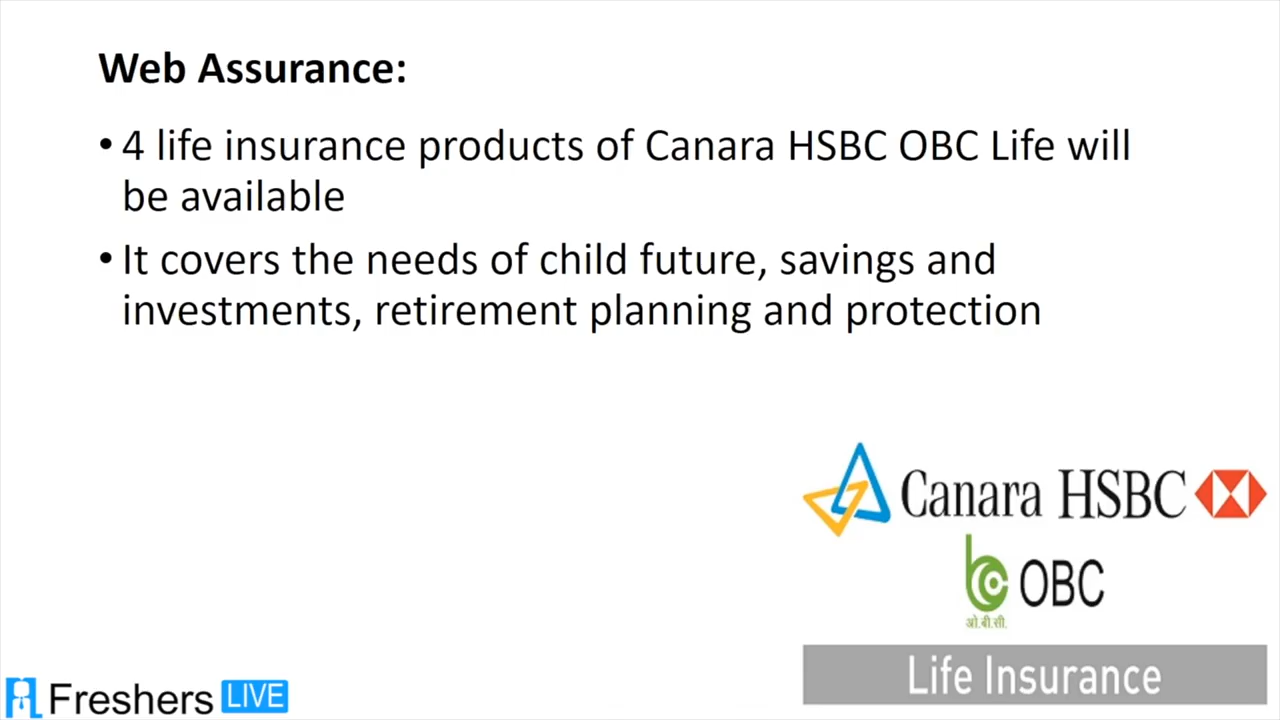 Web Assurance:
• 4 life insurance products of Canara HSBC OBC Life will
be available
• It covers the needs of child future, savings and
investments, retirement planning and protection
Canara HSBC
OBC
ओ.बी.सी.
Life Insurance
Freshers LIVE